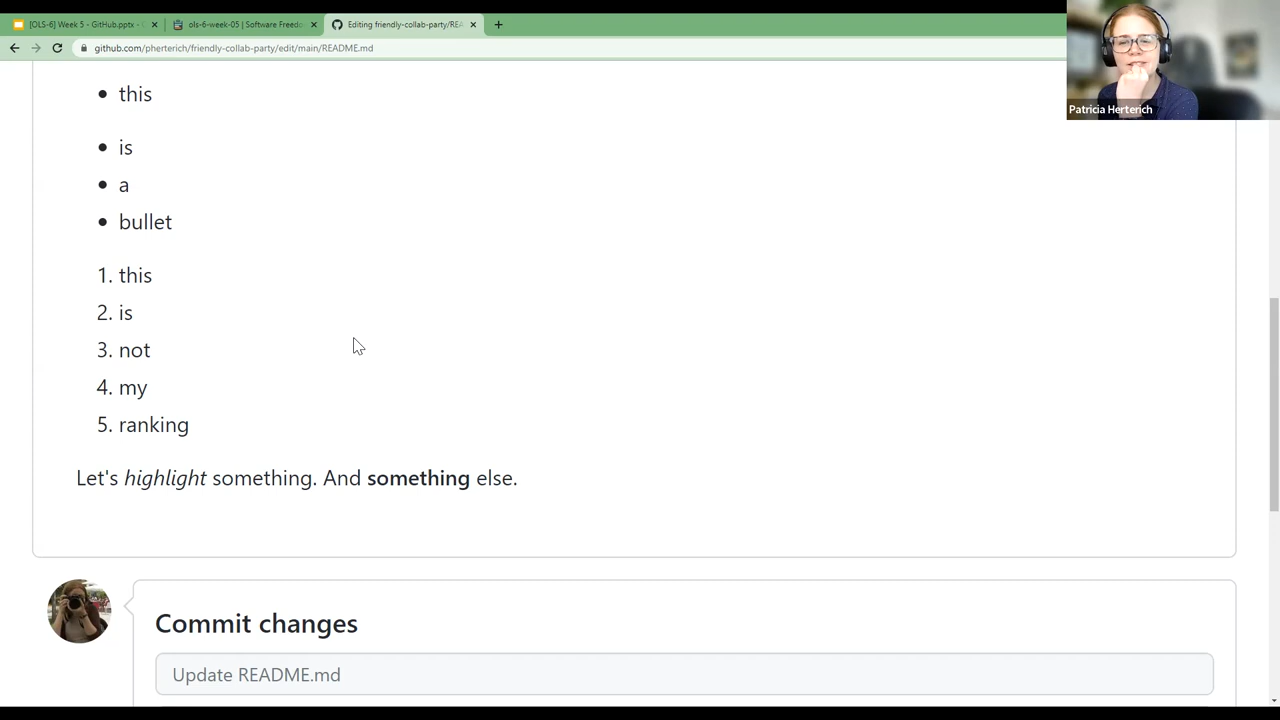 [OLS-6] Week 5 - GitHub.pptx -
ols-6-week-05 | Software Freedo
Editing friendly-collab-party/REA
github.com/pherterich/friendly-collab-party/edit/main/README.md
Patricia Herterich
• this
• is
• a
• bullet
1. this
2. is
3. not
4. my
5. ranking
Let's highlight something. And something else.
Commit changes
Update README.md